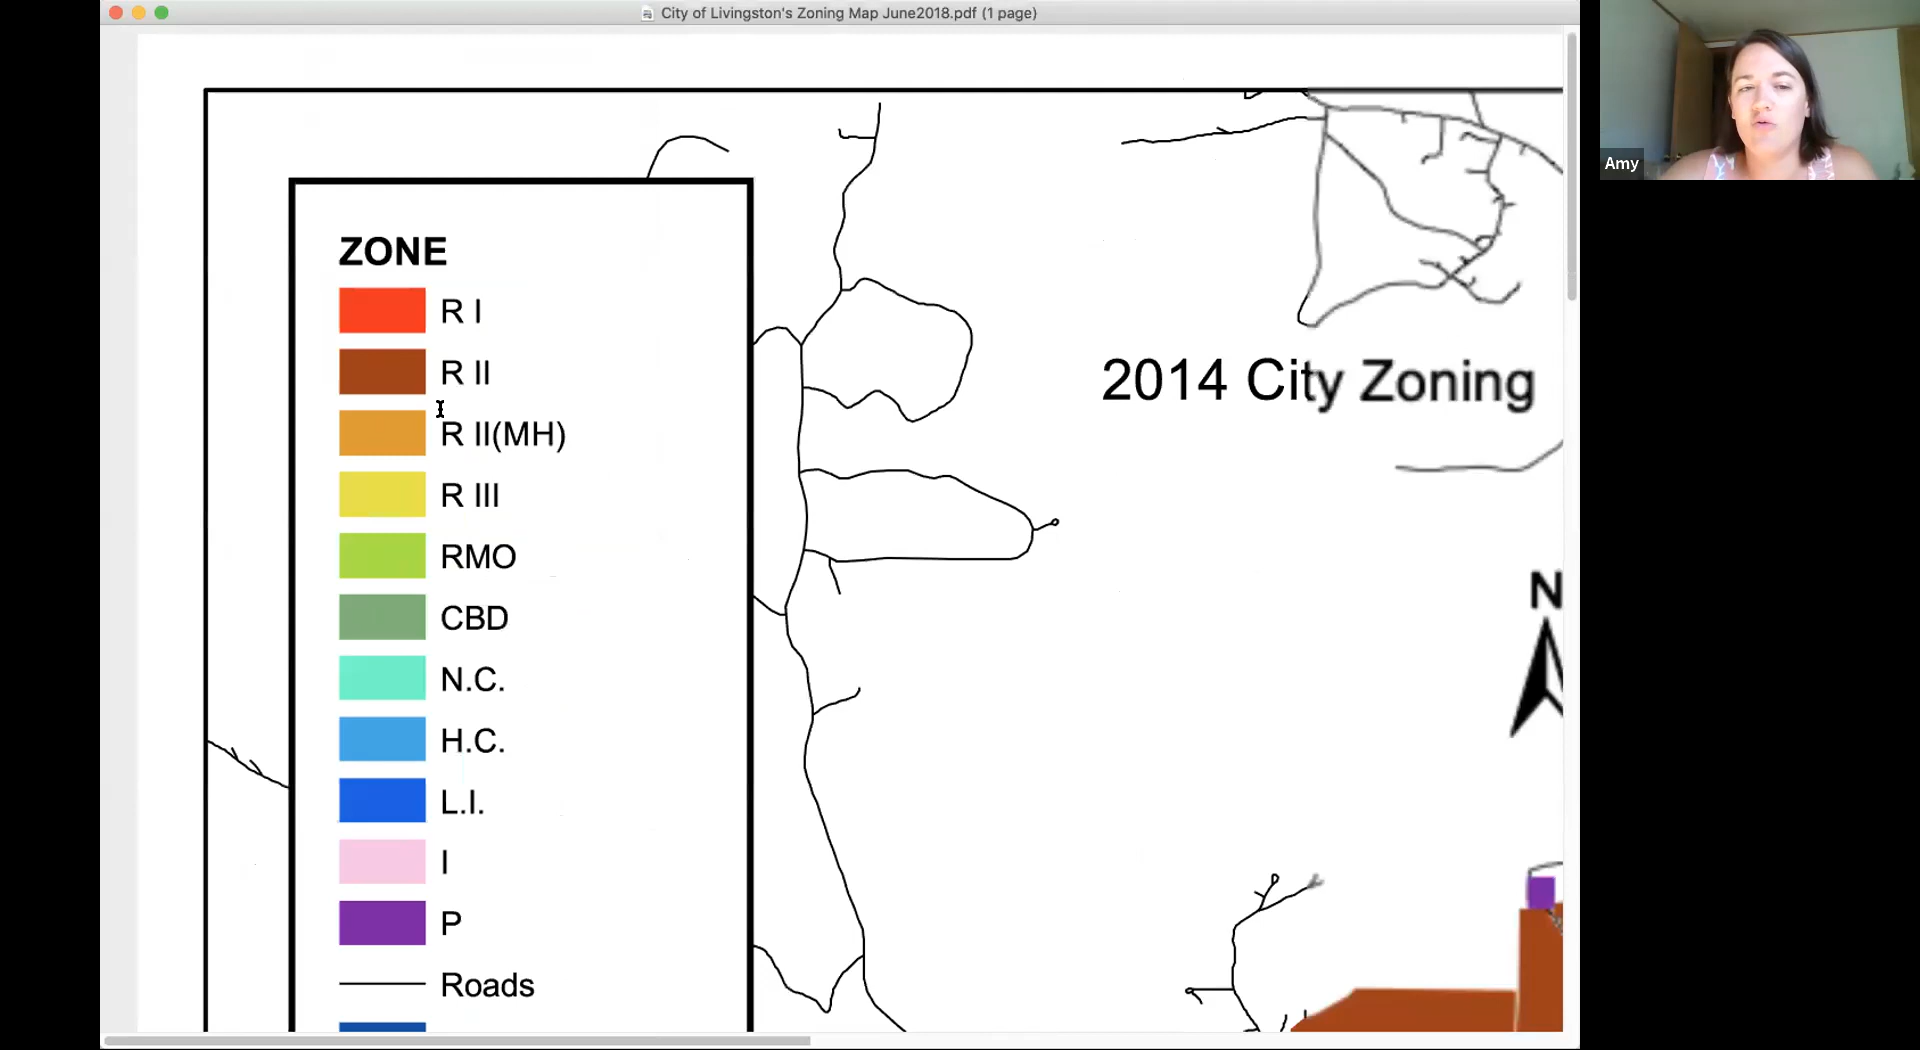 City of Livingston's Zoning Map June2018.pdf (1 page)
Amy
ZONE
R I
R II
R II(MH)
R III
RMO
CBD
N.C.
H.C.
L.I.
I
P
Roads
2014 City Zoning
N